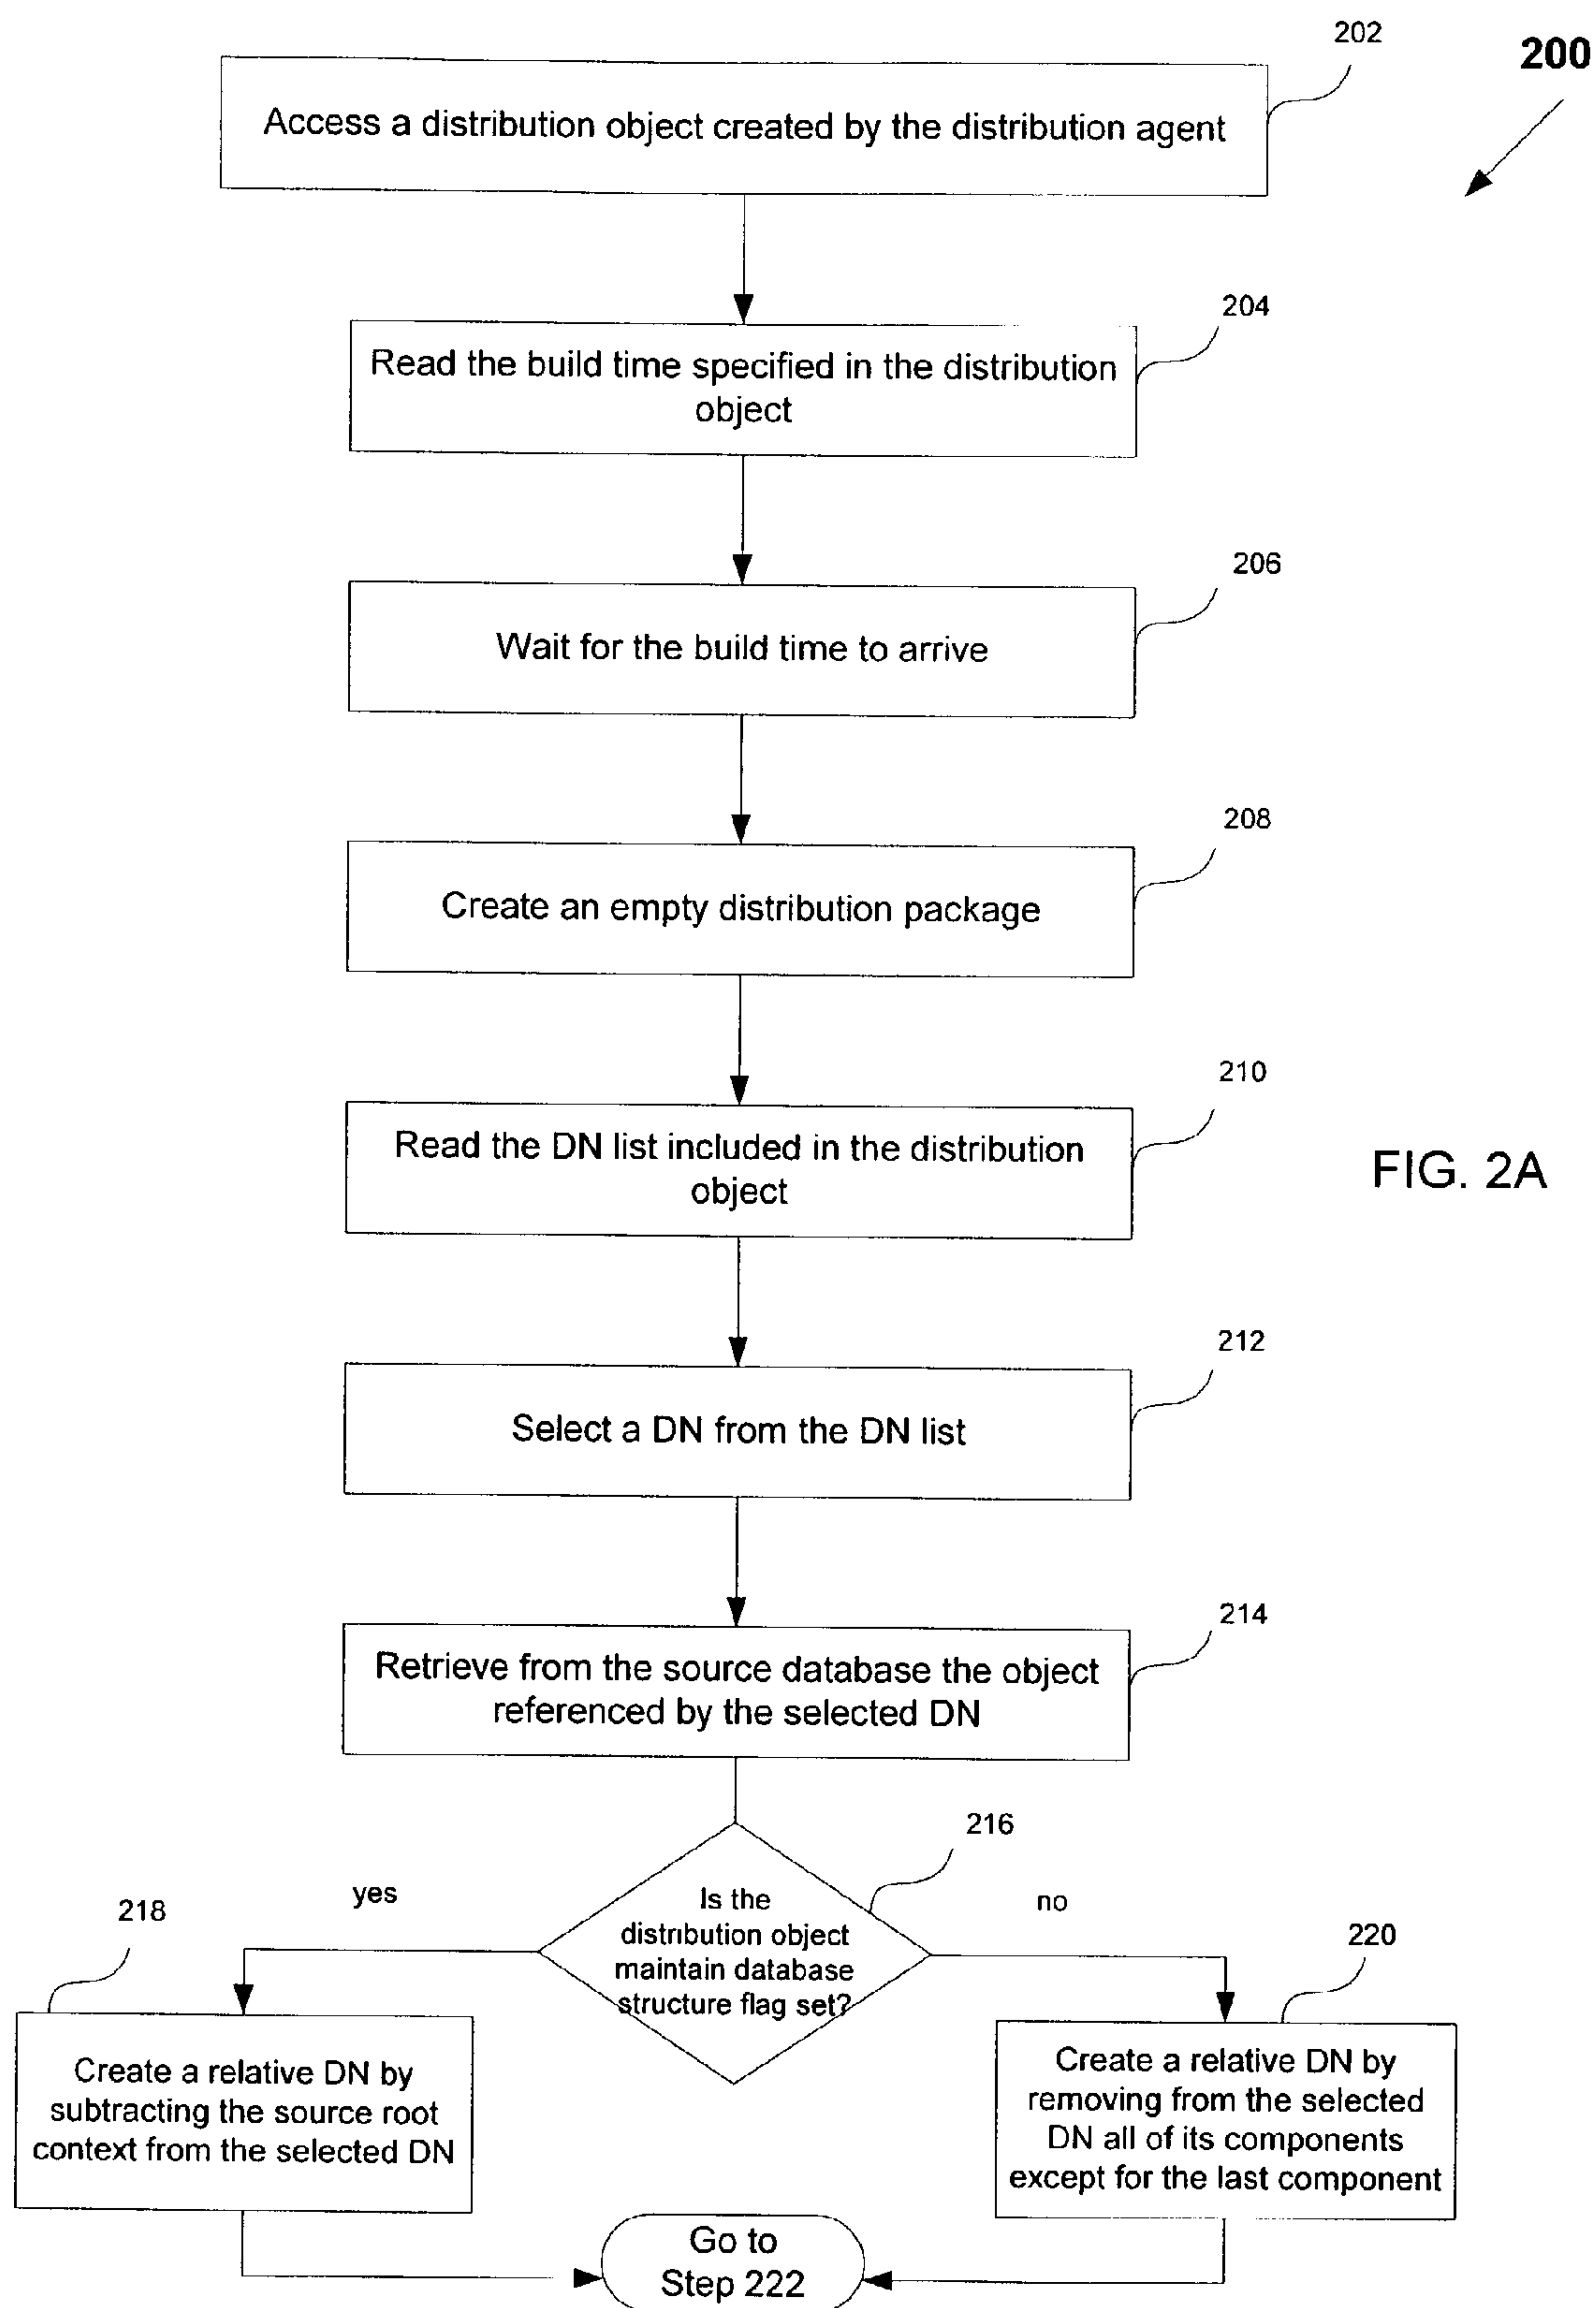 202
200
Access a distribution object created by the distribution agent
204
Read the build time specified in the distribution
object
206
Wait for the build time to arrive
208
Create an empty distribution package
210
Read the DN list included in the distribution
object
FIG. 2A
212
Select a DN from the DN list
214
Retrieve from the source database the object
referenced by the selected DN
216
yes
Is the
distribution object
maintain database
structure flag set?
no
218
220
Create a relative DN by
subtracting the source root
context from the selected DN
Create a relative DN by
removing from the selected
DN all of its components
except for the last component
Go to
Step 222